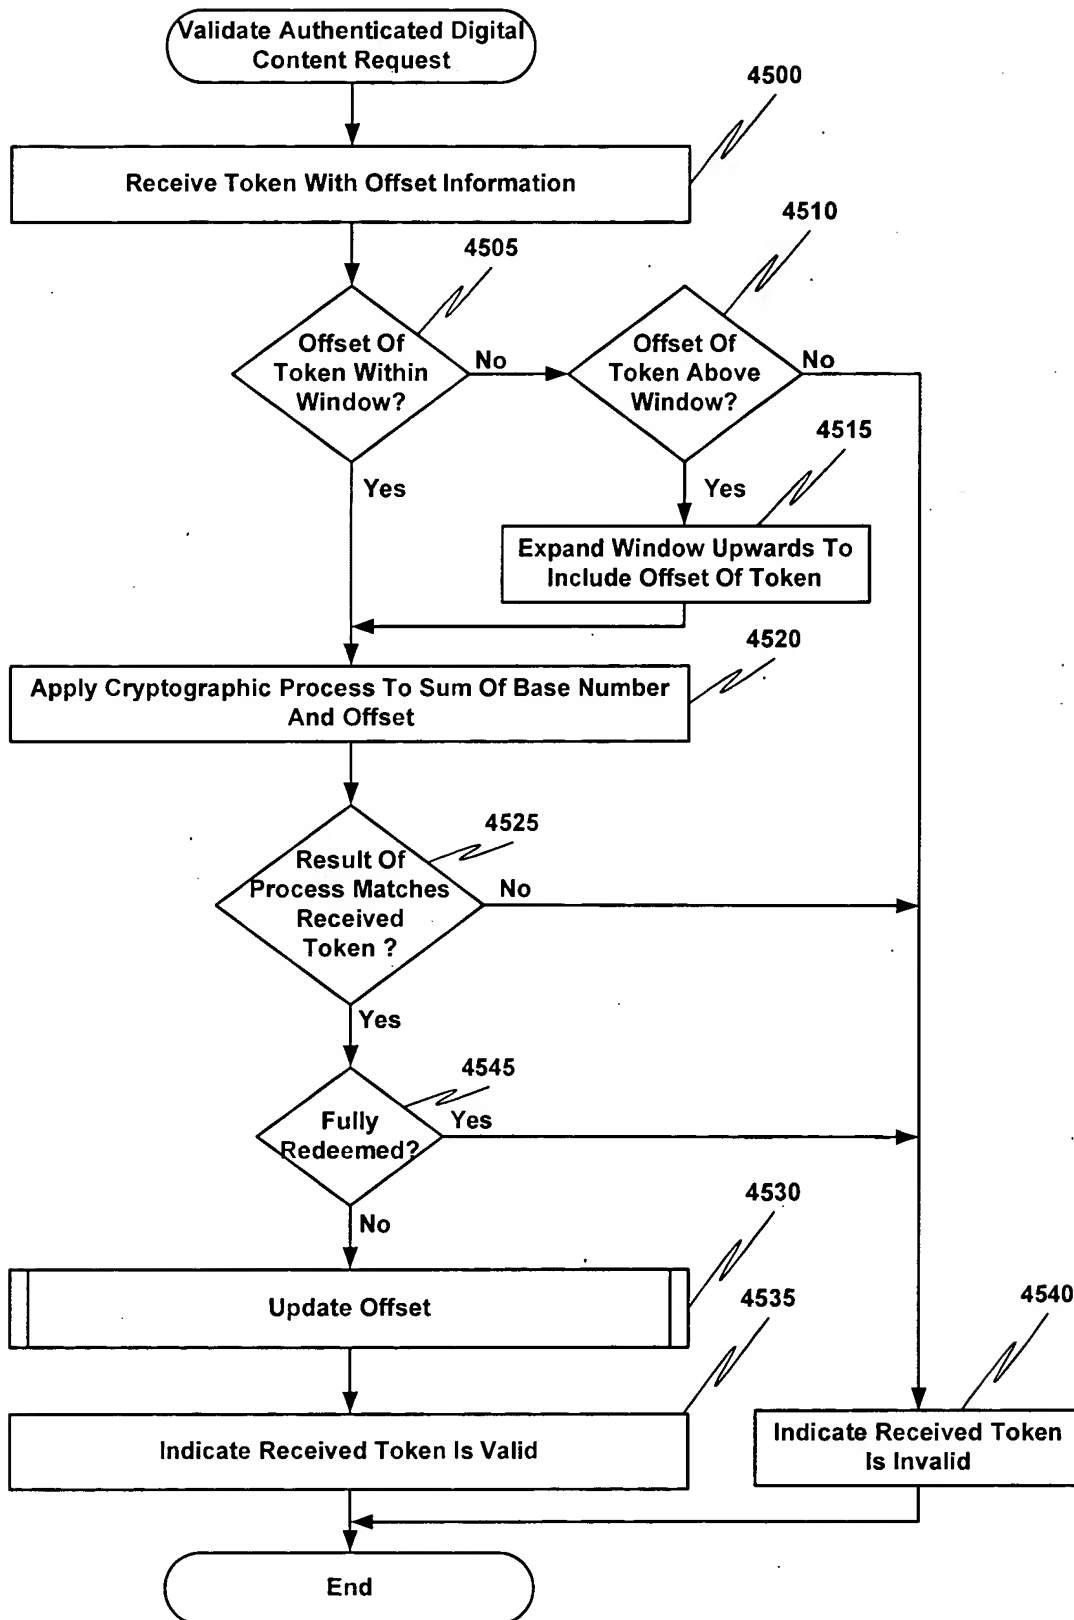 Validate Authenticated Digital
Content Request
4500
Receive Token With Offset Information
4510
4505
Offset Of
Token Within
Window?
No
Offset Of
Token Above
Window?
No
4515
Yes
Yes
Expand Window Upwards To
Include Offset Of Token
4520
Apply Cryptographic Process To Sum Of Base Number
And Offset
4525
Result Of
Process Matches
Received
Token ?
No
Yes
4545
Fully
Redeemed?
Yes
4530
No
Update Offset
4535
4540
Indicate Received Token Is Valid
Indicate Received Token
Is Invalid
End